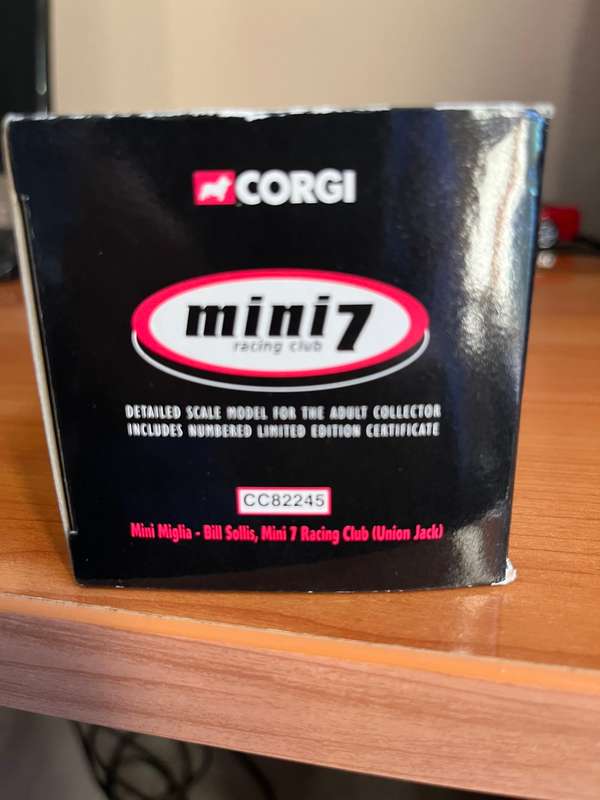 CORGI
mini 7
racing club
DETAILED SCALE MODEL FOR THE ADULT COLLECTOR
INCLUDES NUMBERED LIMITED EDITION CERTIFICATE
CC82245
Mini Miglia - Bill Sollis, Mini 7 Racing Club (Union Jack)